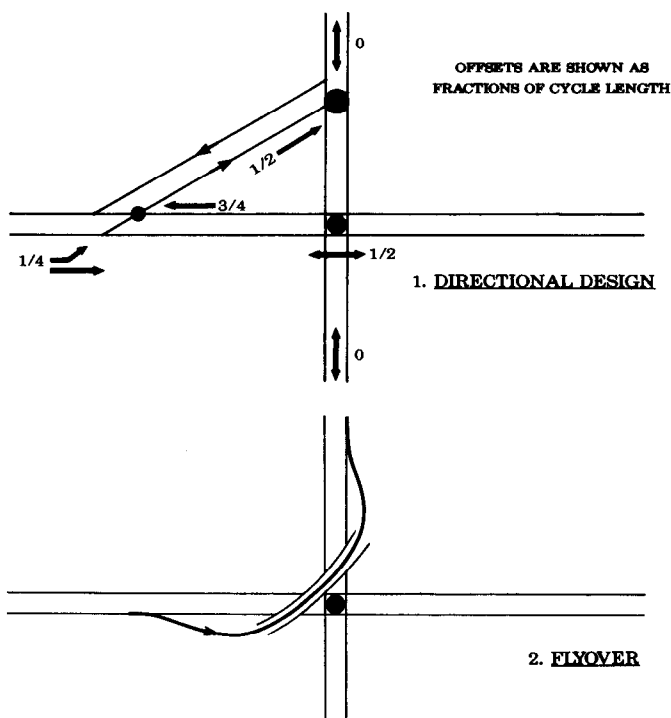 0
OFFSETS ARE SHOWN AS
FRACTIONS OF CYCLE LENGTH
1/2
3/4
1/4
1/2
1. DIRECTIONAL DESIGN
0
2. FLYOVER